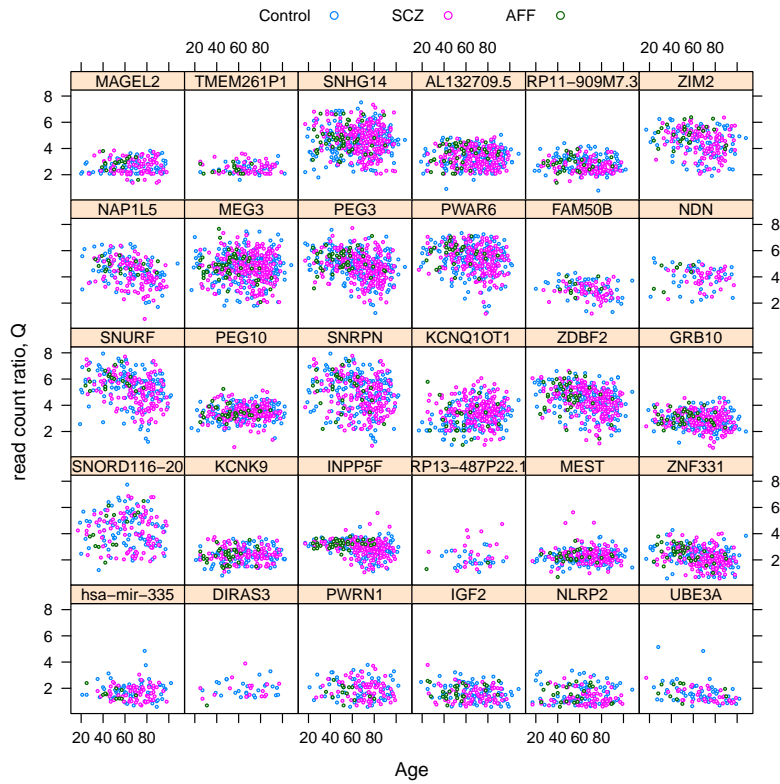 Control SCZ AFF
20 40 60 80 20 40 60 80 20 40 60 80
MAGEL2 TMEM261P1 SNHG14 AL132709.5 RP11−909M7.3 ZIM2
8
6
4
2
NAP1L5 MEG3 PEG3 PWAR6 FAM50B NDN
8
6
4
2
SNURF PEG10 SNRPN KCNQ1OT1 ZDBF2 GRB10
8
6
4
2
SNORD116−20 KCNK9 INPP5F RP13−487P22.1 MEST ZNF331
8
6
4
2
hsa−mir−335 DIRAS3 PWRN1 IGF2 NLRP2 UBE3A
8
6
4
2
20 40 60 80 20 40 60 80 20 40 60 80
Age
read count ratio, Q